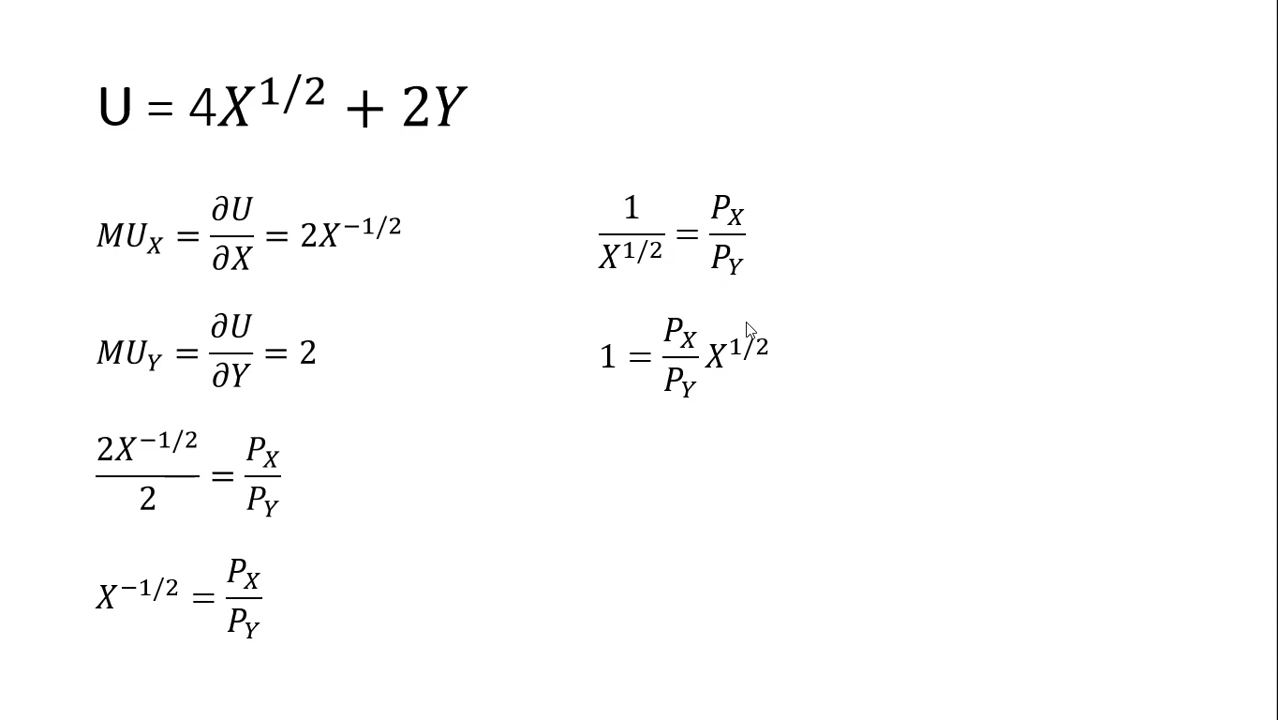 U = 4X^{1/2} + 2Y
MU_X = ∂U/∂X = 2X^{-1/2}
MU_Y = ∂U/∂Y = 2
2X^{-1/2}/2 = P_X/P_Y
X^{-1/2} = P_X/P_Y
1/X^{1/2} = P_X/P_Y
1 = P_X/P_Y X^{1/2}